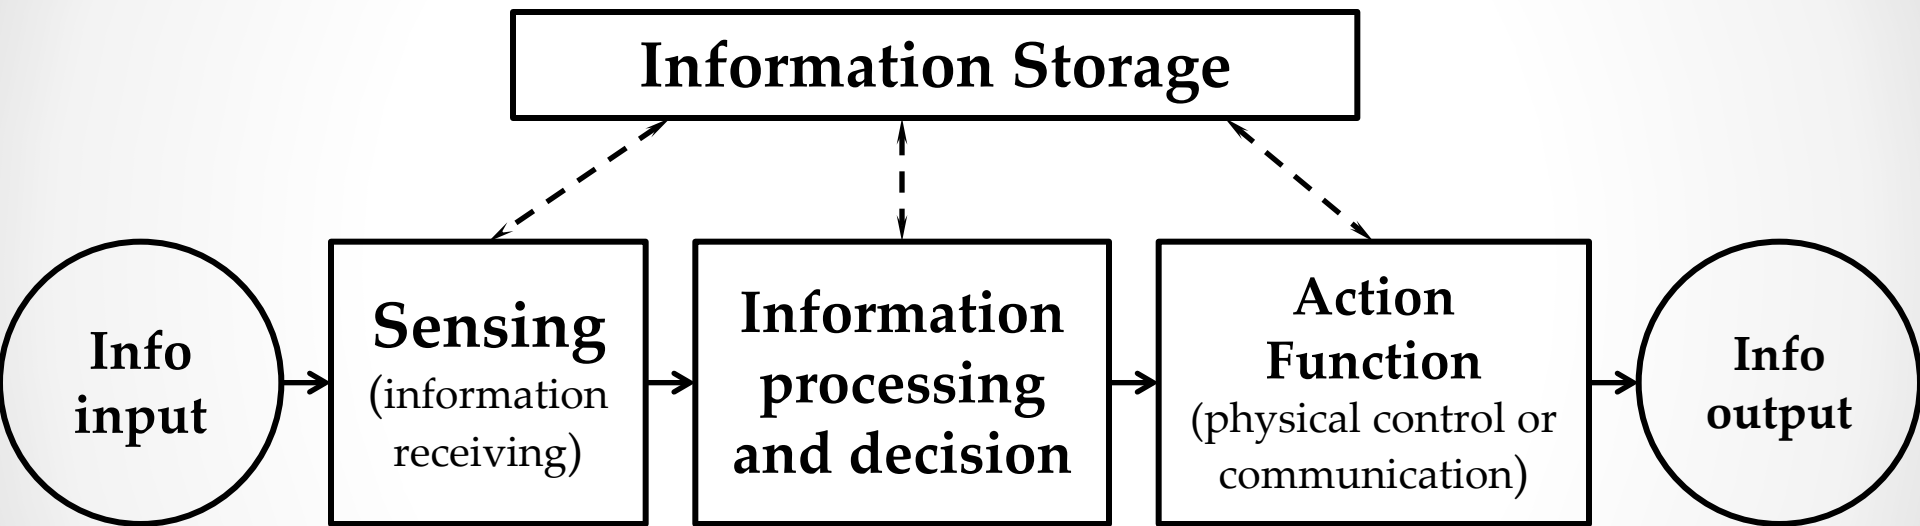 Information Storage
Info
input
Sensing
(information
receiving)
Information
processing
and decision
Action
Function
(physical control or
communication)
Info
output